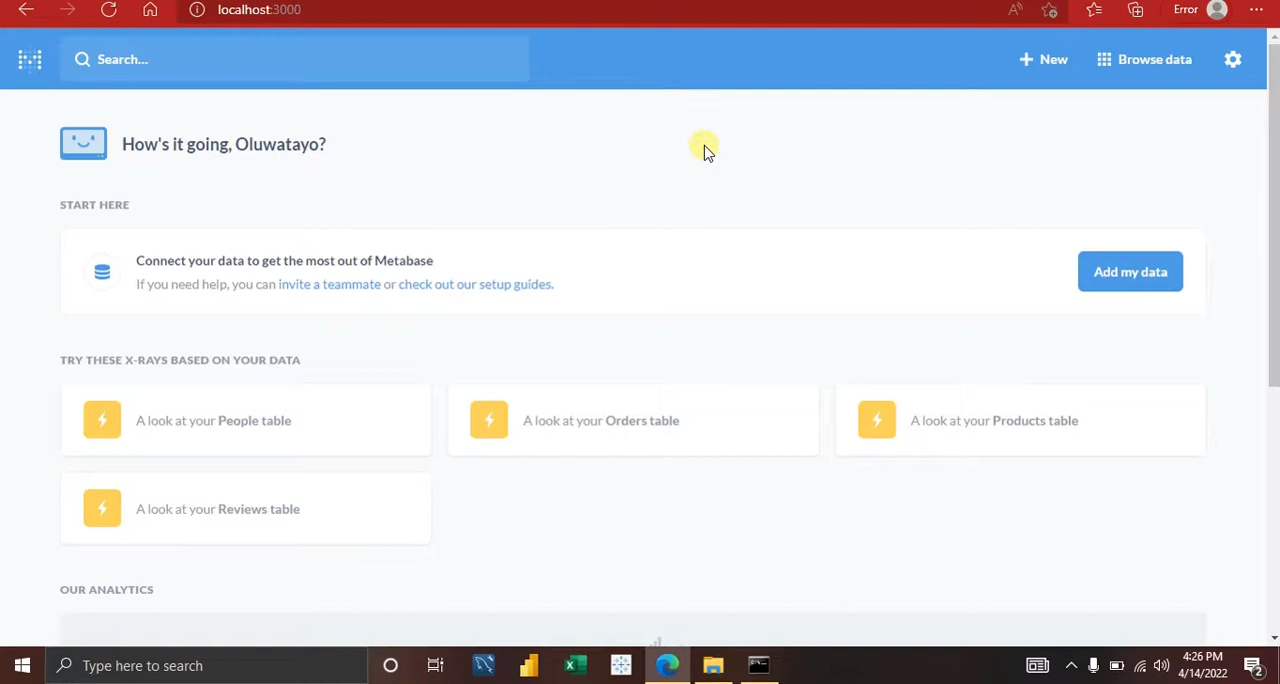 localhost:3000
Error
Search...
New
Browse data
How's it going, Oluwatayo?
START HERE
Connect your data to get the most out of Metabase
If you need help, you can invite a teammate or check out our setup guides.
Add my data
TRY THESE X-RAYS BASED ON YOUR DATA
A look at your People table
A look at your Orders table
A look at your Products table
A look at your Reviews table
OUR ANALYTICS
Type here to search
4:26 PM
4/14/2022
2